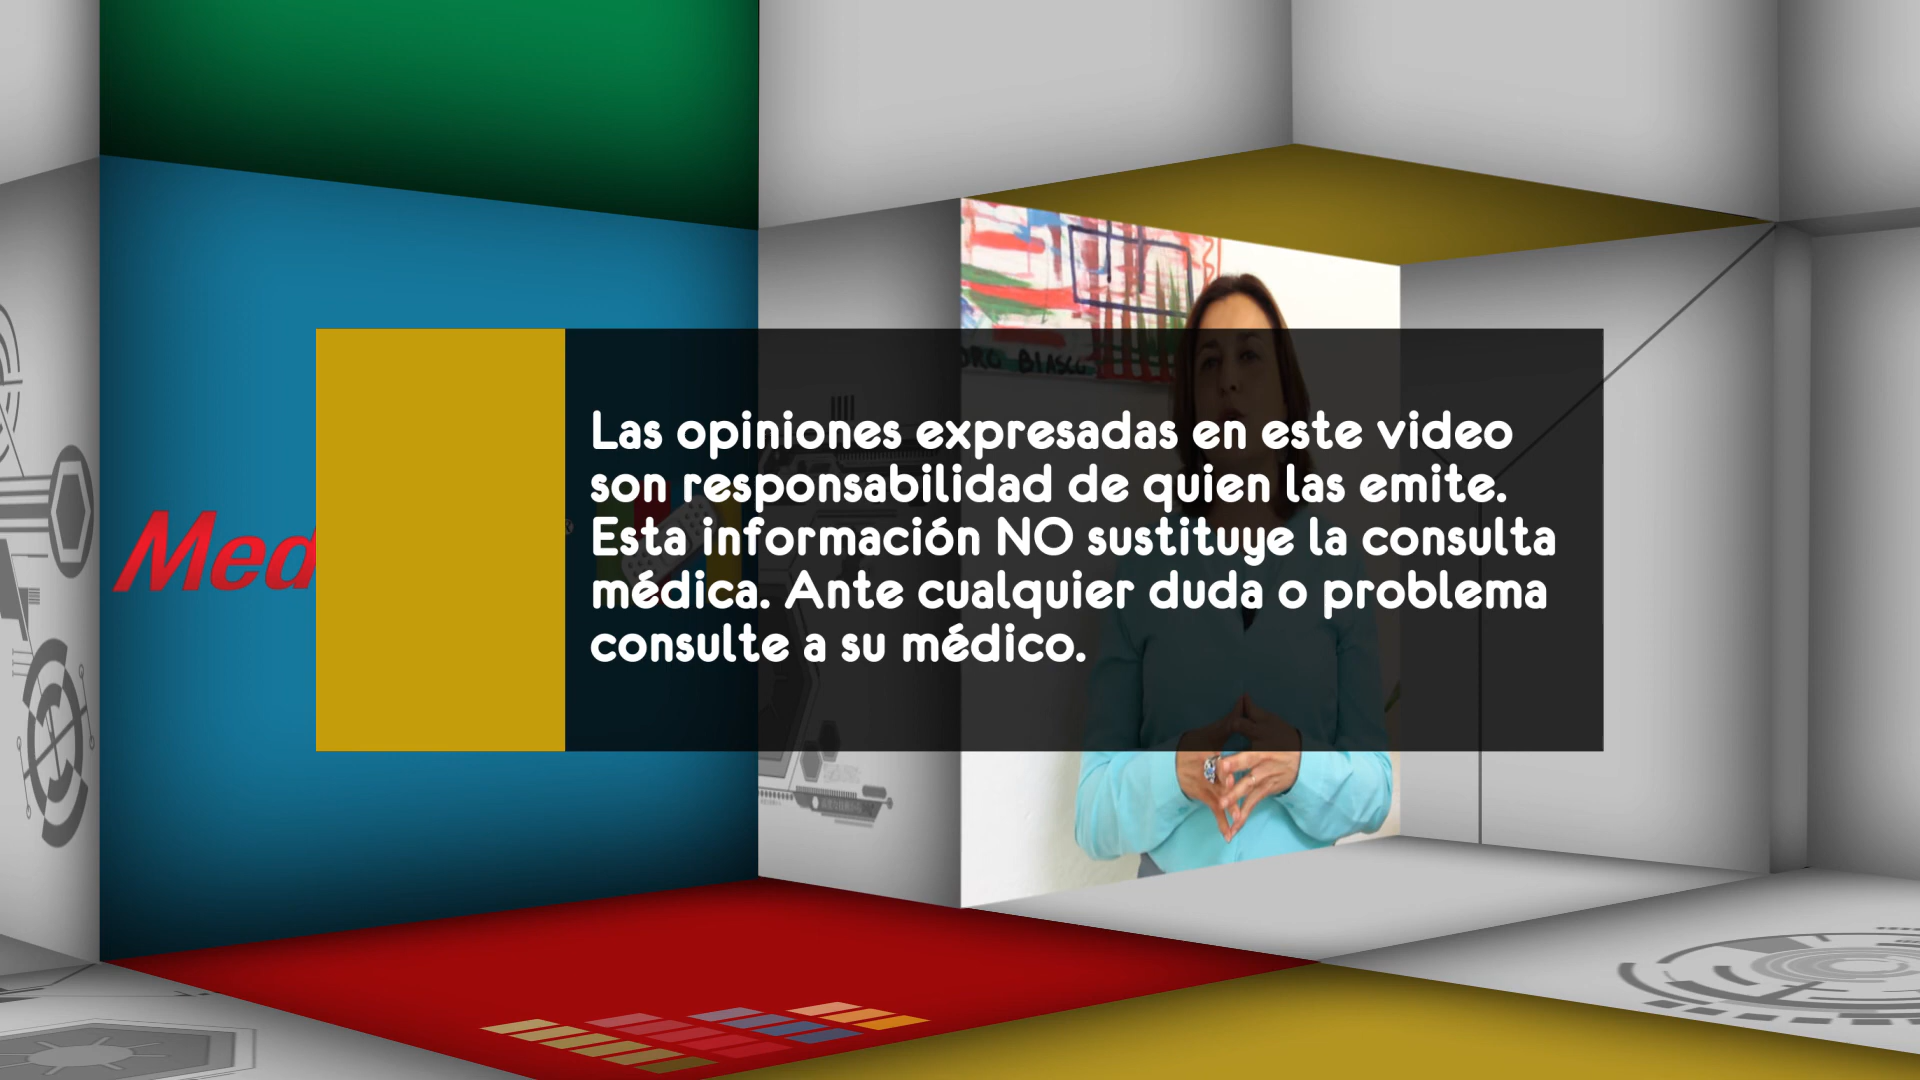 Las opiniones expresadas en este video
son responsabilidad de quien las emite.
Esta información NO sustituye la consulta
médica. Ante cualquier duda o problema
consulte a su médico.
Med
BIASCO